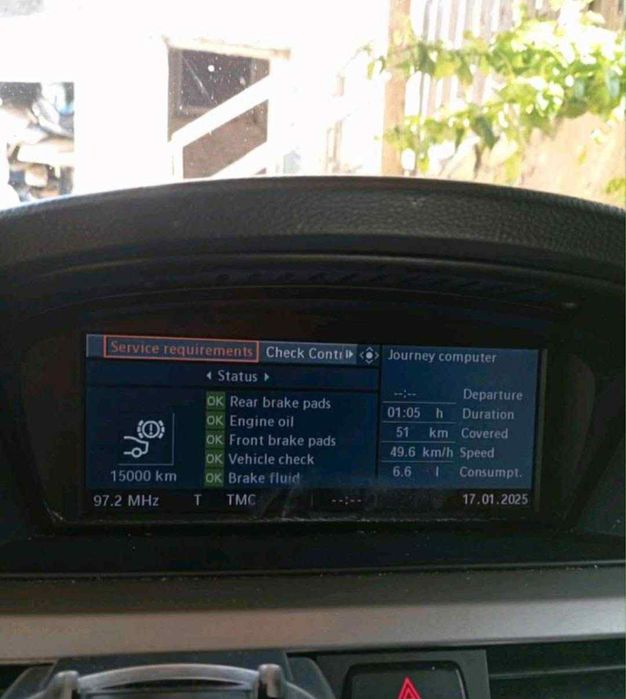 Service requirements Check Conti
Journey computer
Status
OK Rear brake pads
OK Engine oil
OK Front brake pads
OK Vehicle check
OK Brake fluid
15000 km
--:-- Departure
01:05 h Duration
51 km Covered
49.6 km/h Speed
6.6 l Consumpt.
97.2 MHz T TMC --:-- 17.01.2025